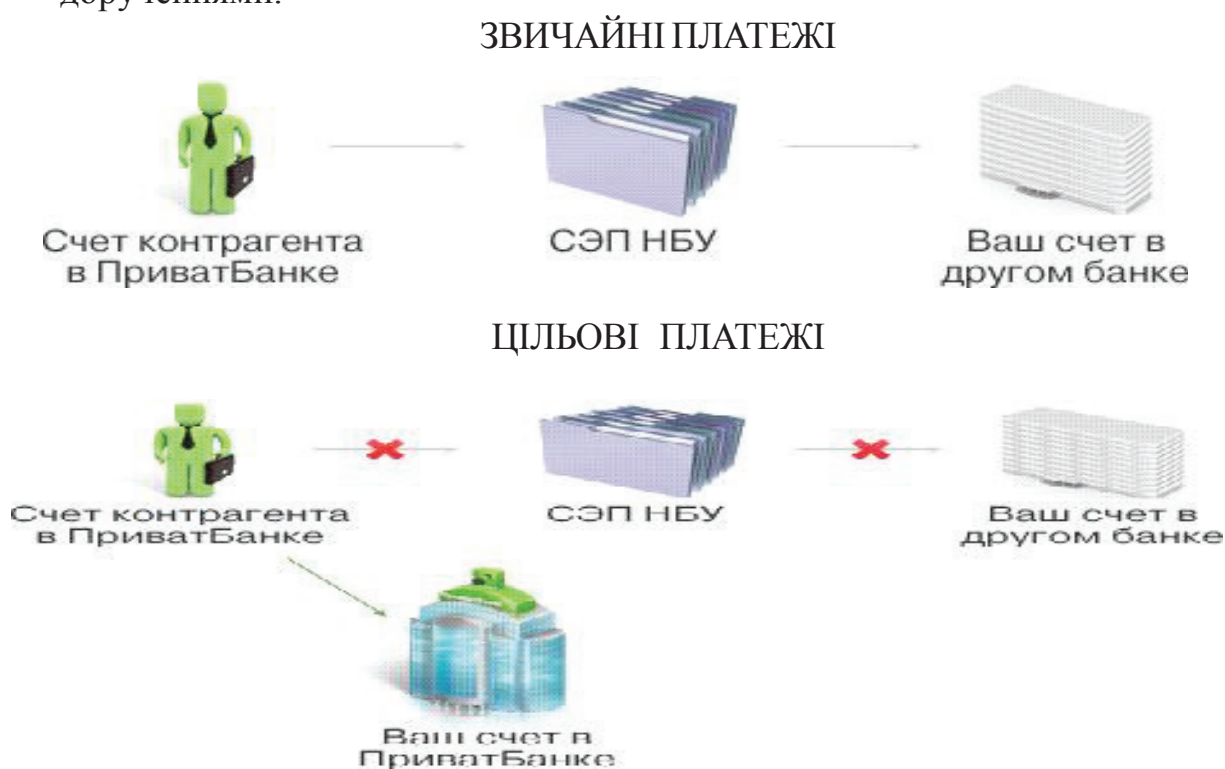 дорученнями.
ЗВИЧАЙНІ ПЛАТЕЖІ
Счет контрагента
в ПриватБанке
СЭП НБУ
Ваш счет в
другом банке
ЦІЛЬОВІ ПЛАТЕЖІ
Счет контрагента
в ПриватБанке
СЭП НБУ
Ваш счет в
другом банке
Ваш счет в
ПриватБанке